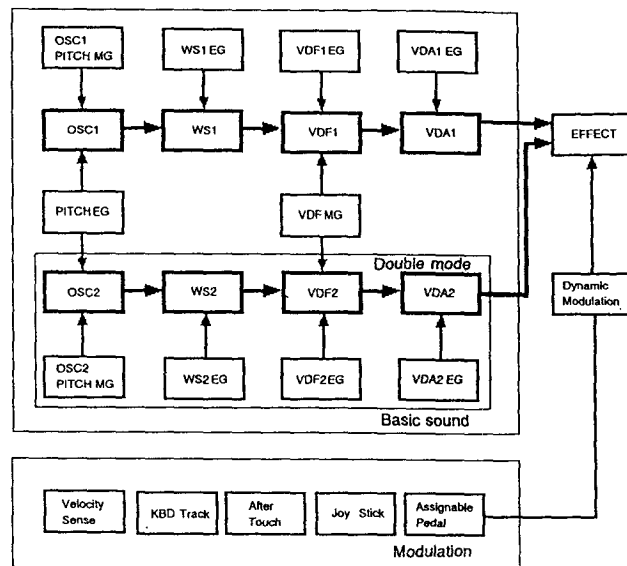 OSC1
PITCH MG
WS1 EG
VDF1 EG
VDA1 EG
OSC1
WS1
VDF1
VDA1
EFFECT
PITCH EG
VDF MG
Double mode
OSC2
WS2
VDF2
VDA2
Dynamic
Modulation
OSC2
PITCH MG
WS2 EG
VDF2 EG
VDA2 EG
Basic sound
Velocity
Sense
KBD Track
After
Touch
Joy Stick
Assignable
Pedal
Modulation